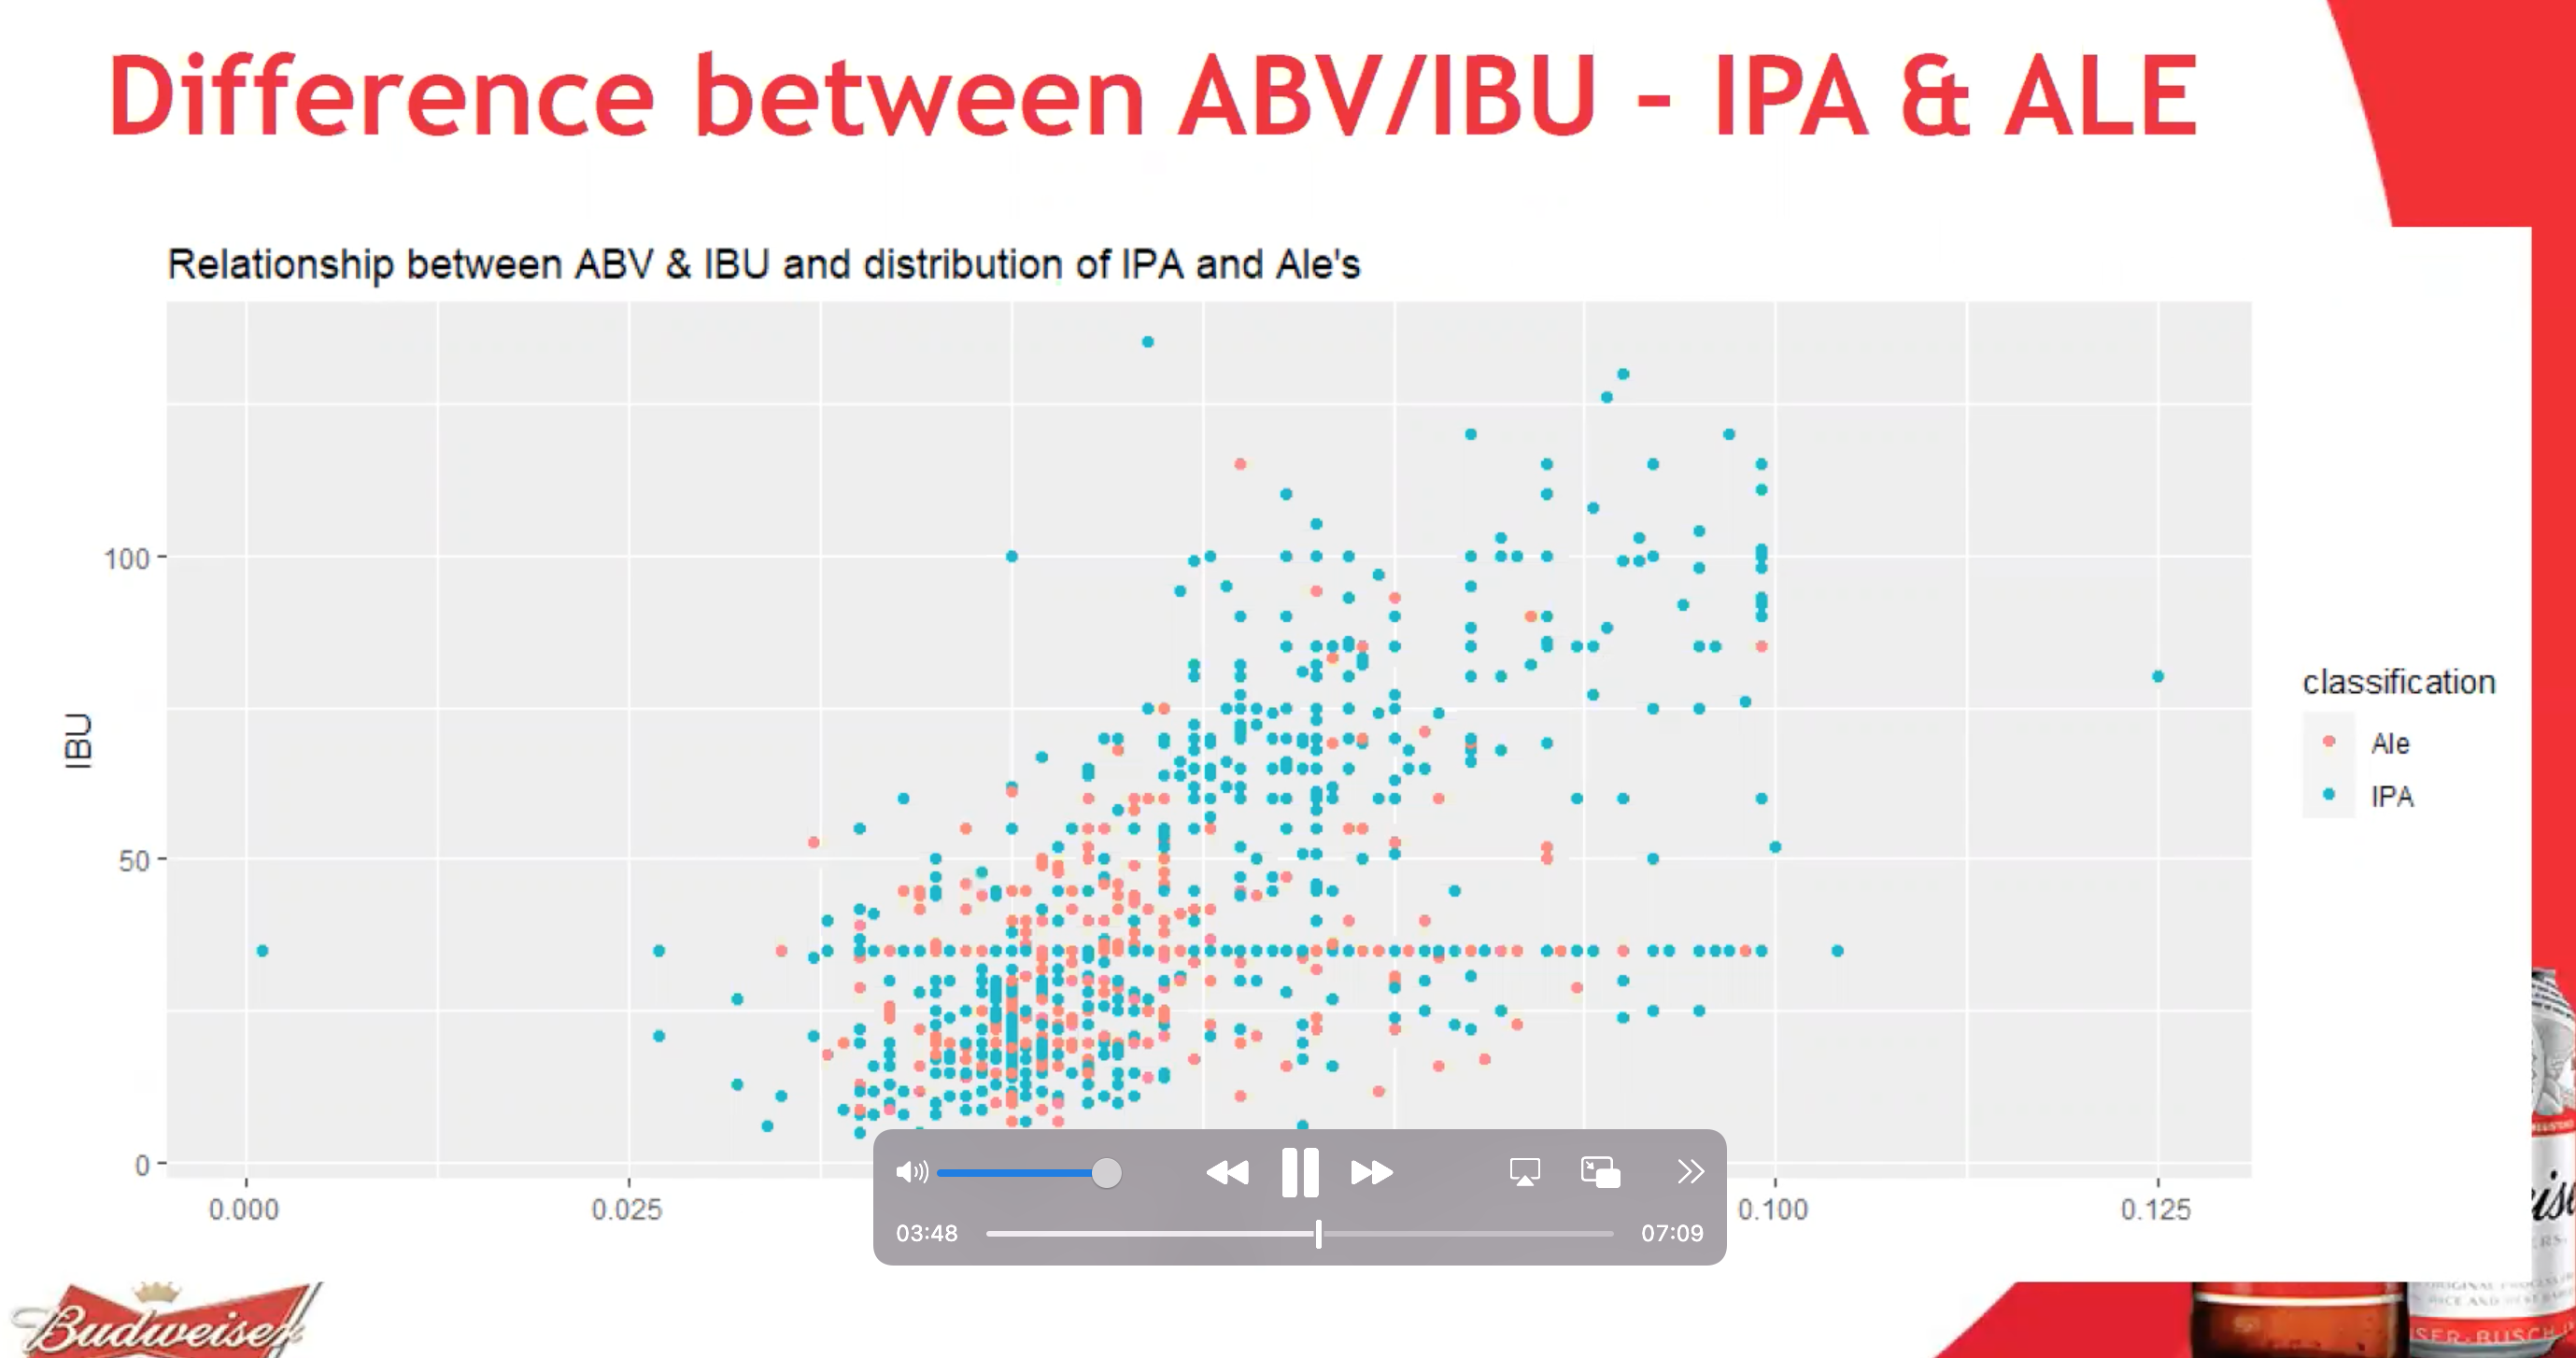 Difference between ABV/IBU - IPA & ALE
Relationship between ABV & IBU and distribution of IPA and Ale's
IBU
100
50
0
0.000
0.025
0.100
0.125
classification
Ale
IPA
03:48
07:09
Budweiser